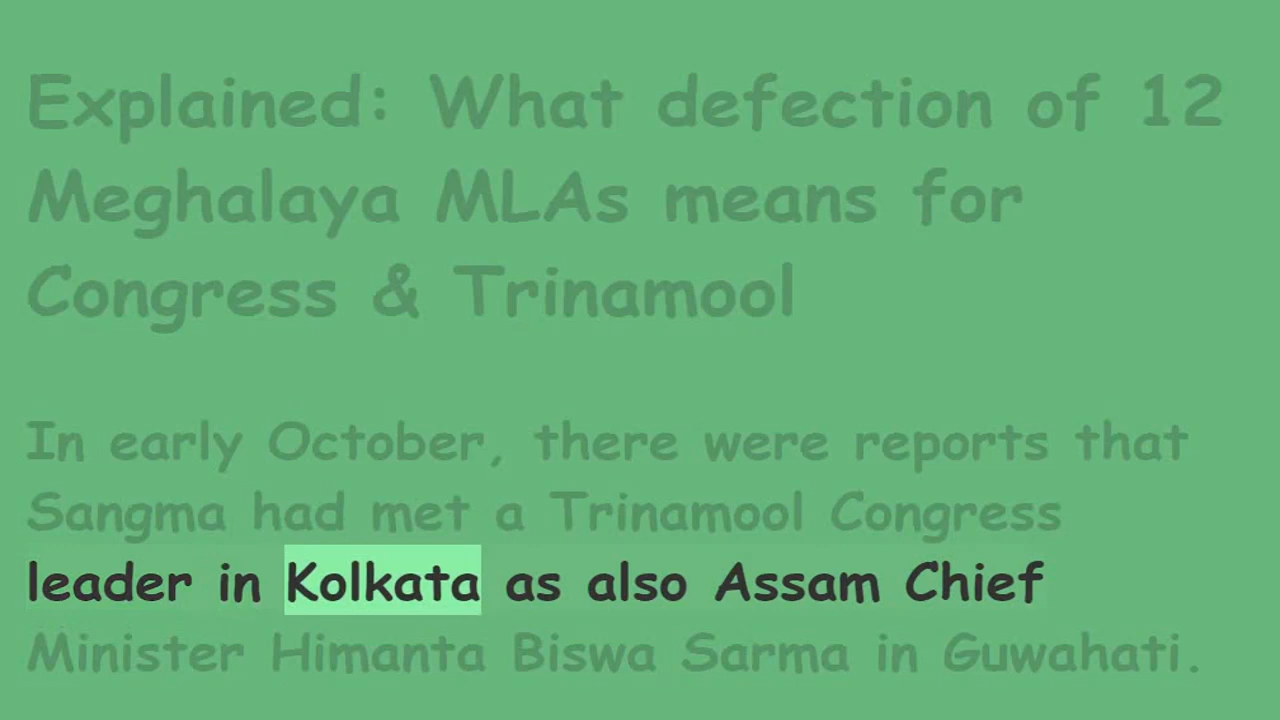 Explained: What defection of 12
Meghalaya MLAs means for
Congress & Trinamool
In early October, there were reports that
Sangma had met a Trinamool Congress
leader in Kolkata as also Assam Chief
Minister Himanta Biswa Sarma in Guwahati.